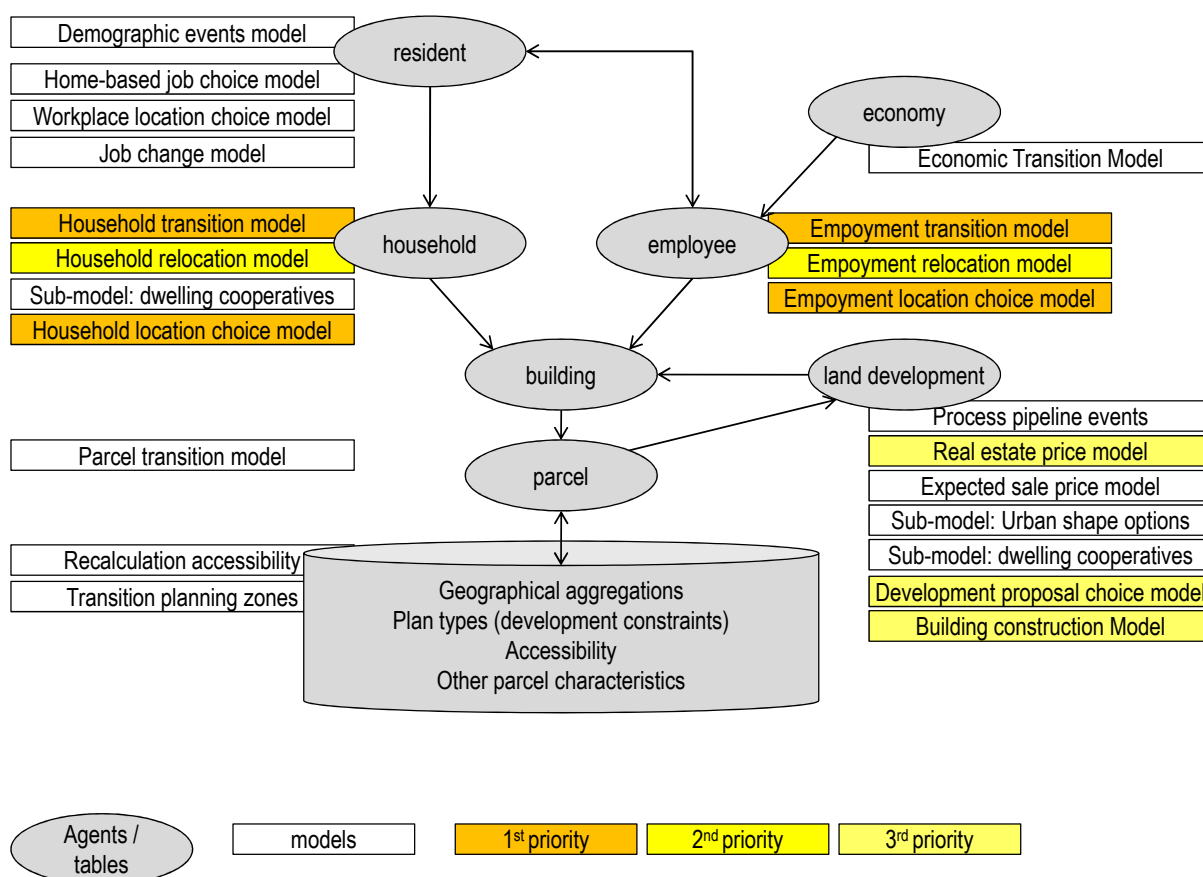 Demographic events model
resident
Home-based job choice model
Workplace location choice model
Job change model
economy
Economic Transition Model
Household transition model
Household relocation model
Sub-model: dwelling cooperatives
Household location choice model
household
employee
Empoyment transition model
Empoyment relocation model
Empoyment location choice model
building
land development
Process pipeline events
Real estate price model
Expected sale price model
Sub-model: Urban shape options
Sub-model: dwelling cooperatives
Development proposal choice model
Building construction Model
Parcel transition model
parcel
Recalculation accessibility
Transition planning zones
Geographical aggregations
Plan types (development constraints)
Accessibility
Other parcel characteristics
Agents /
tables
models
1st priority
2nd priority
3rd priority